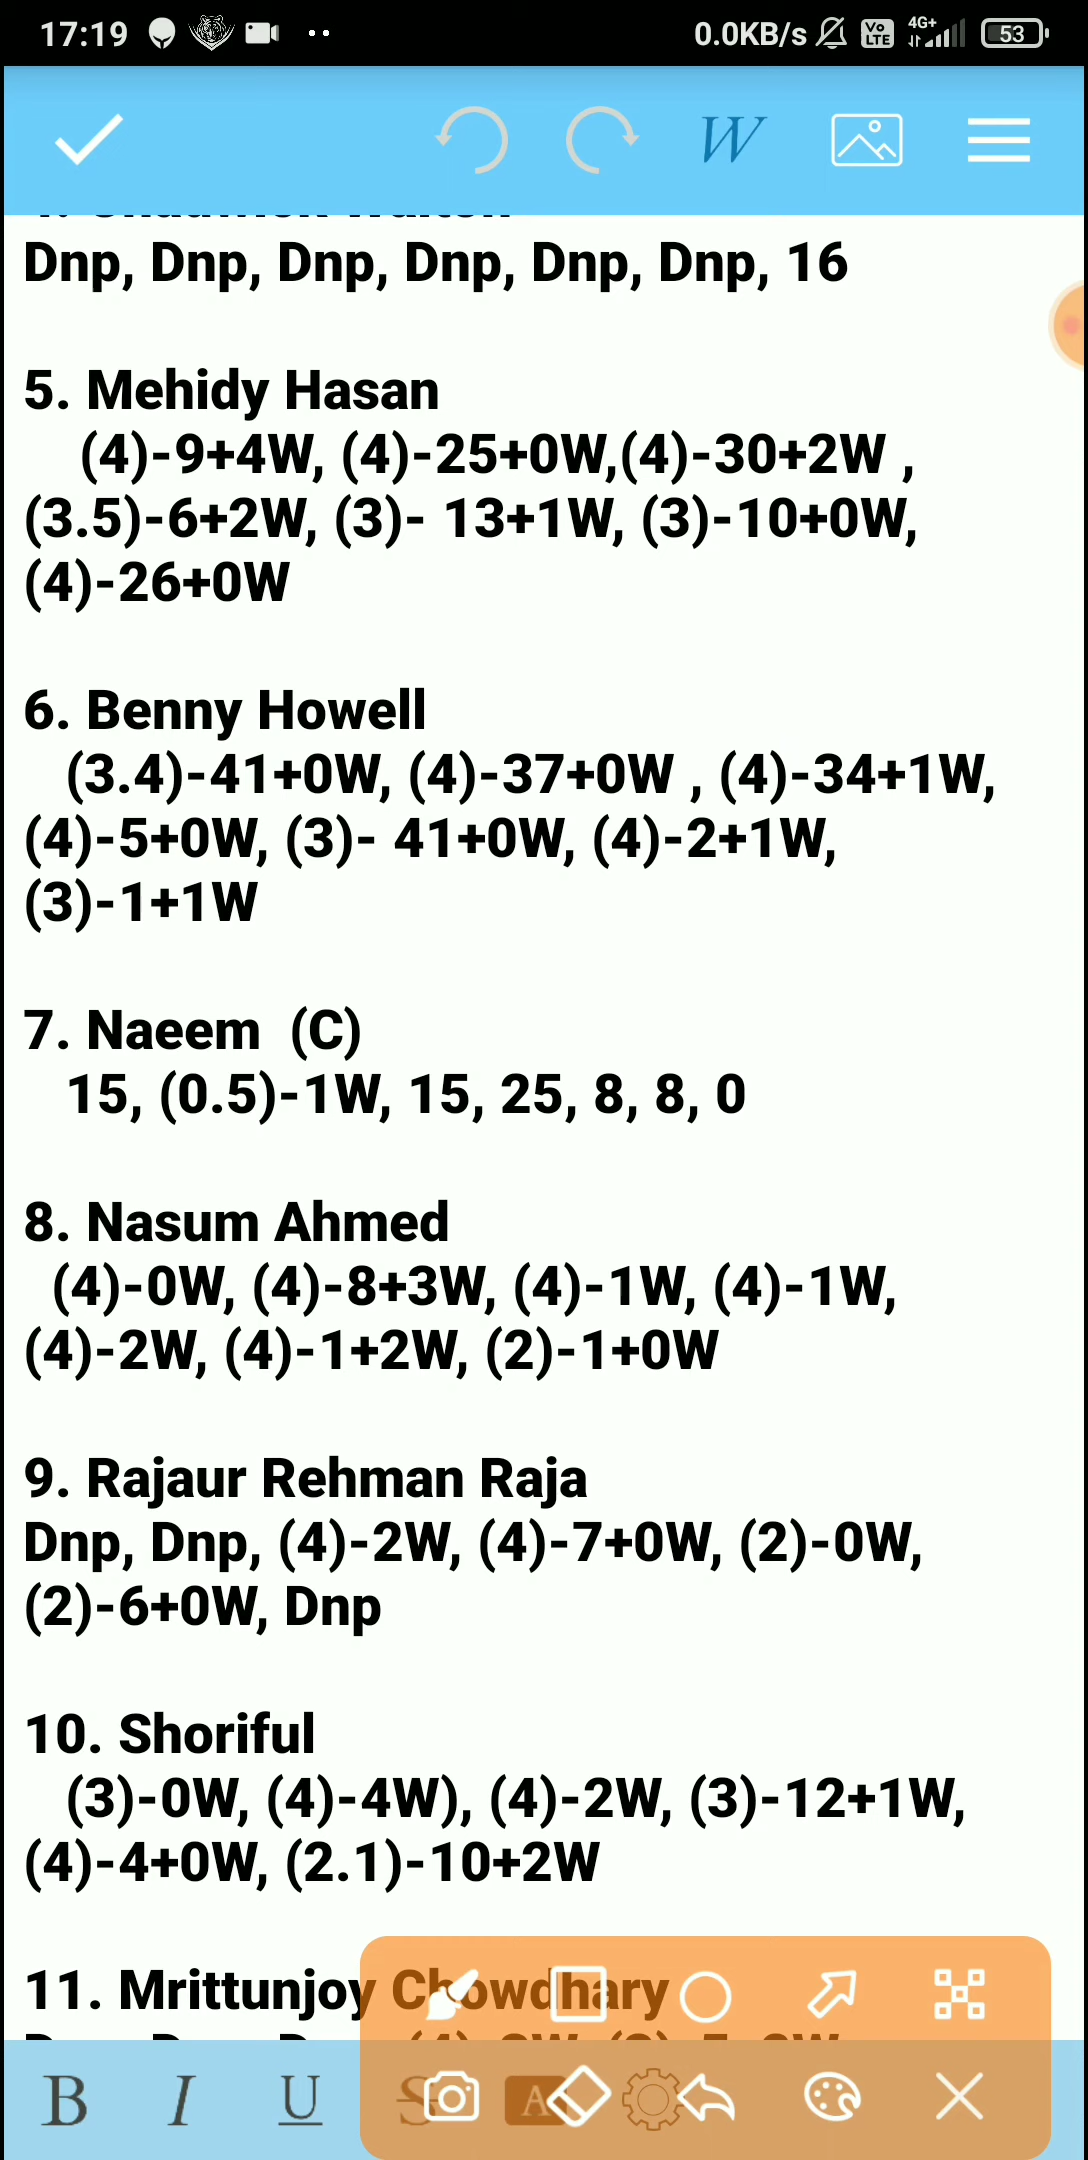 17:19
0.0KB/s
Vo
LTE
4G+
53
W
Dnp, Dnp, Dnp, Dnp, Dnp, Dnp, 16
5. Mehidy Hasan
(4)-9+4W, (4)-25+0W,(4)-30+2W ,
(3.5)-6+2W, (3)- 13+1W, (3)-10+0W,
(4)-26+0W
6. Benny Howell
(3.4)-41+0W, (4)-37+0W , (4)-34+1W,
(4)-5+0W, (3)- 41+0W, (4)-2+1W,
(3)-1+1W
7. Naeem  (C)
15, (0.5)-1W, 15, 25, 8, 8, 0
8. Nasum Ahmed
(4)-0W, (4)-8+3W, (4)-1W, (4)-1W,
(4)-2W, (4)-1+2W, (2)-1+0W
9. Rajaur Rehman Raja
Dnp, Dnp, (4)-2W, (4)-7+0W, (2)-0W,
(2)-6+0W, Dnp
10. Shoriful
(3)-0W, (4)-4W), (4)-2W, (3)-12+1W,
(4)-4+0W, (2.1)-10+2W
11. Mrittunjoy Chowdhary
B I U S A